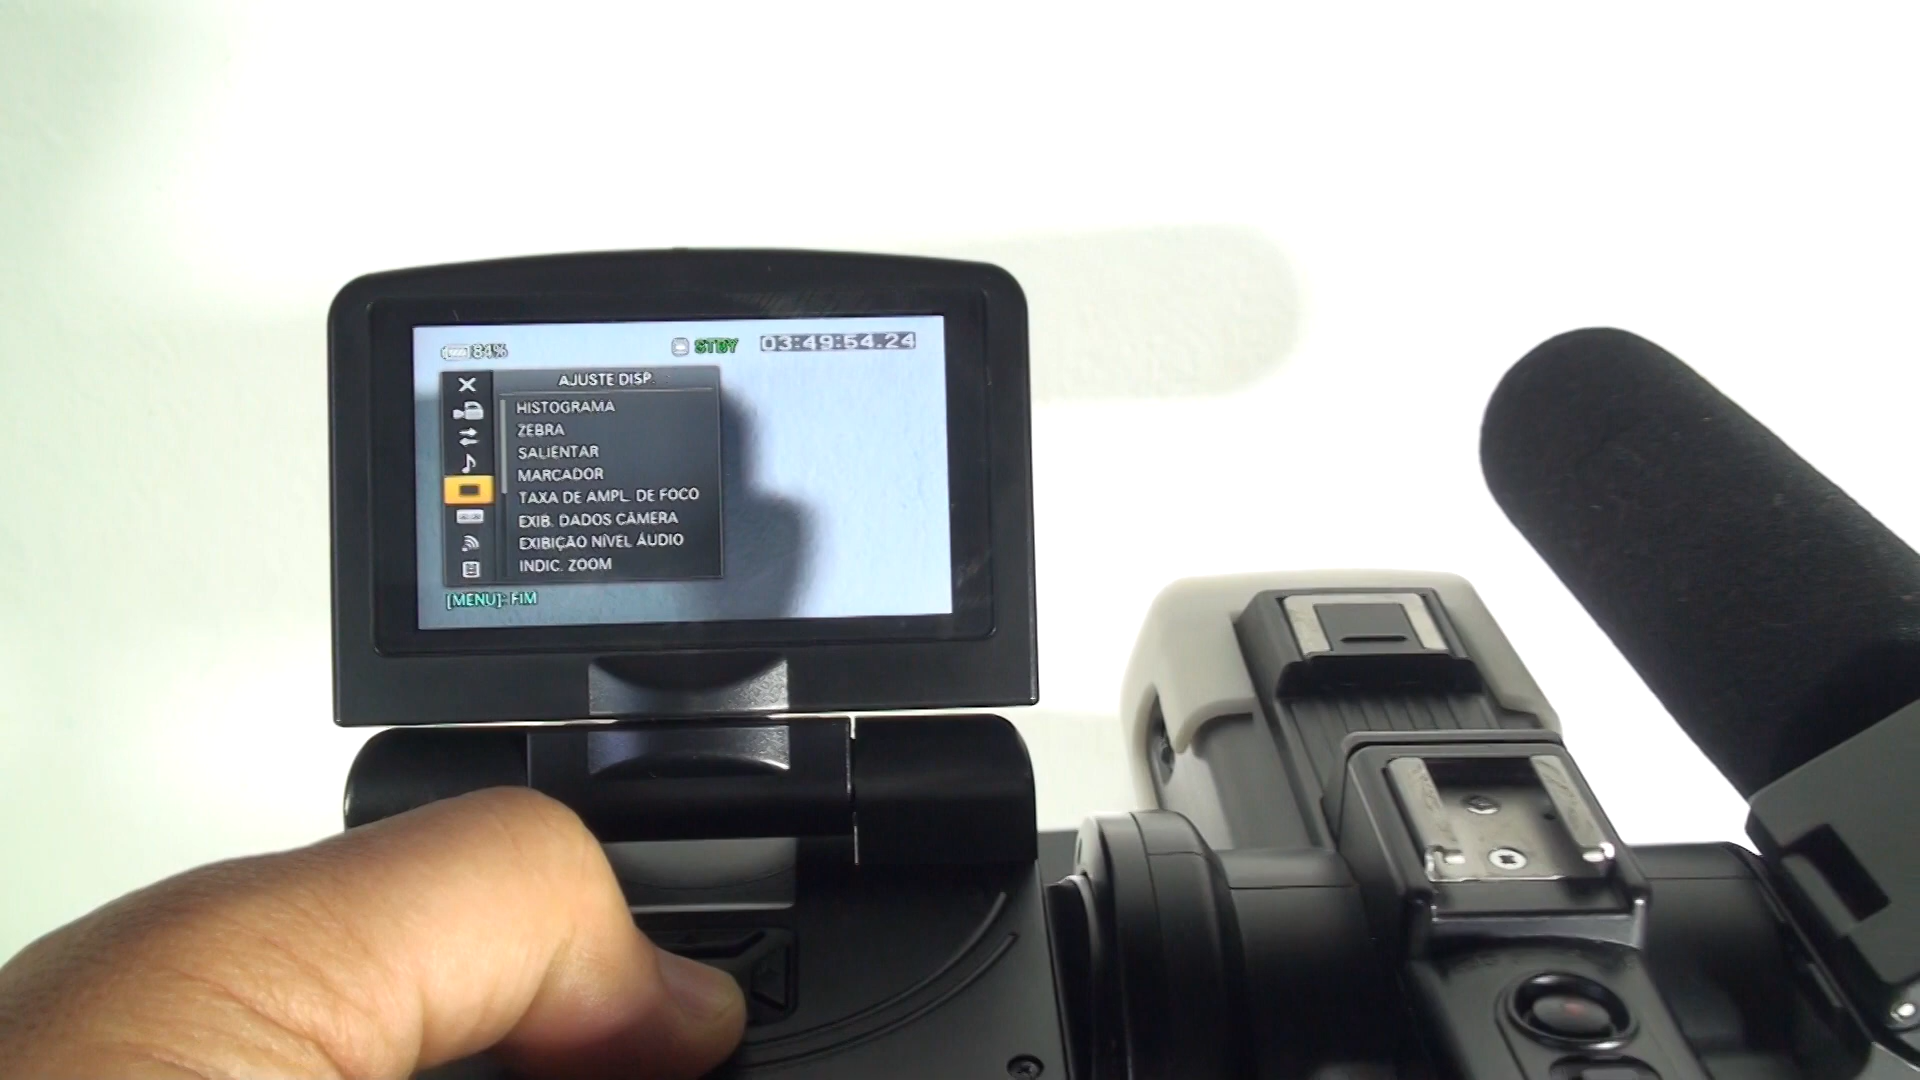 84% STBY 03:49:54.24
AJUSTE DISP.
HISTOGRAMA
ZEBRA
SALIENTAR
MARCADOR
TAXA DE AMPL. DE FOCO
EXIB. DADOS CÂMERA
EXIBIÇÃO NÍVEL ÁUDIO
INDIC. ZOOM
[MENU]: FIM